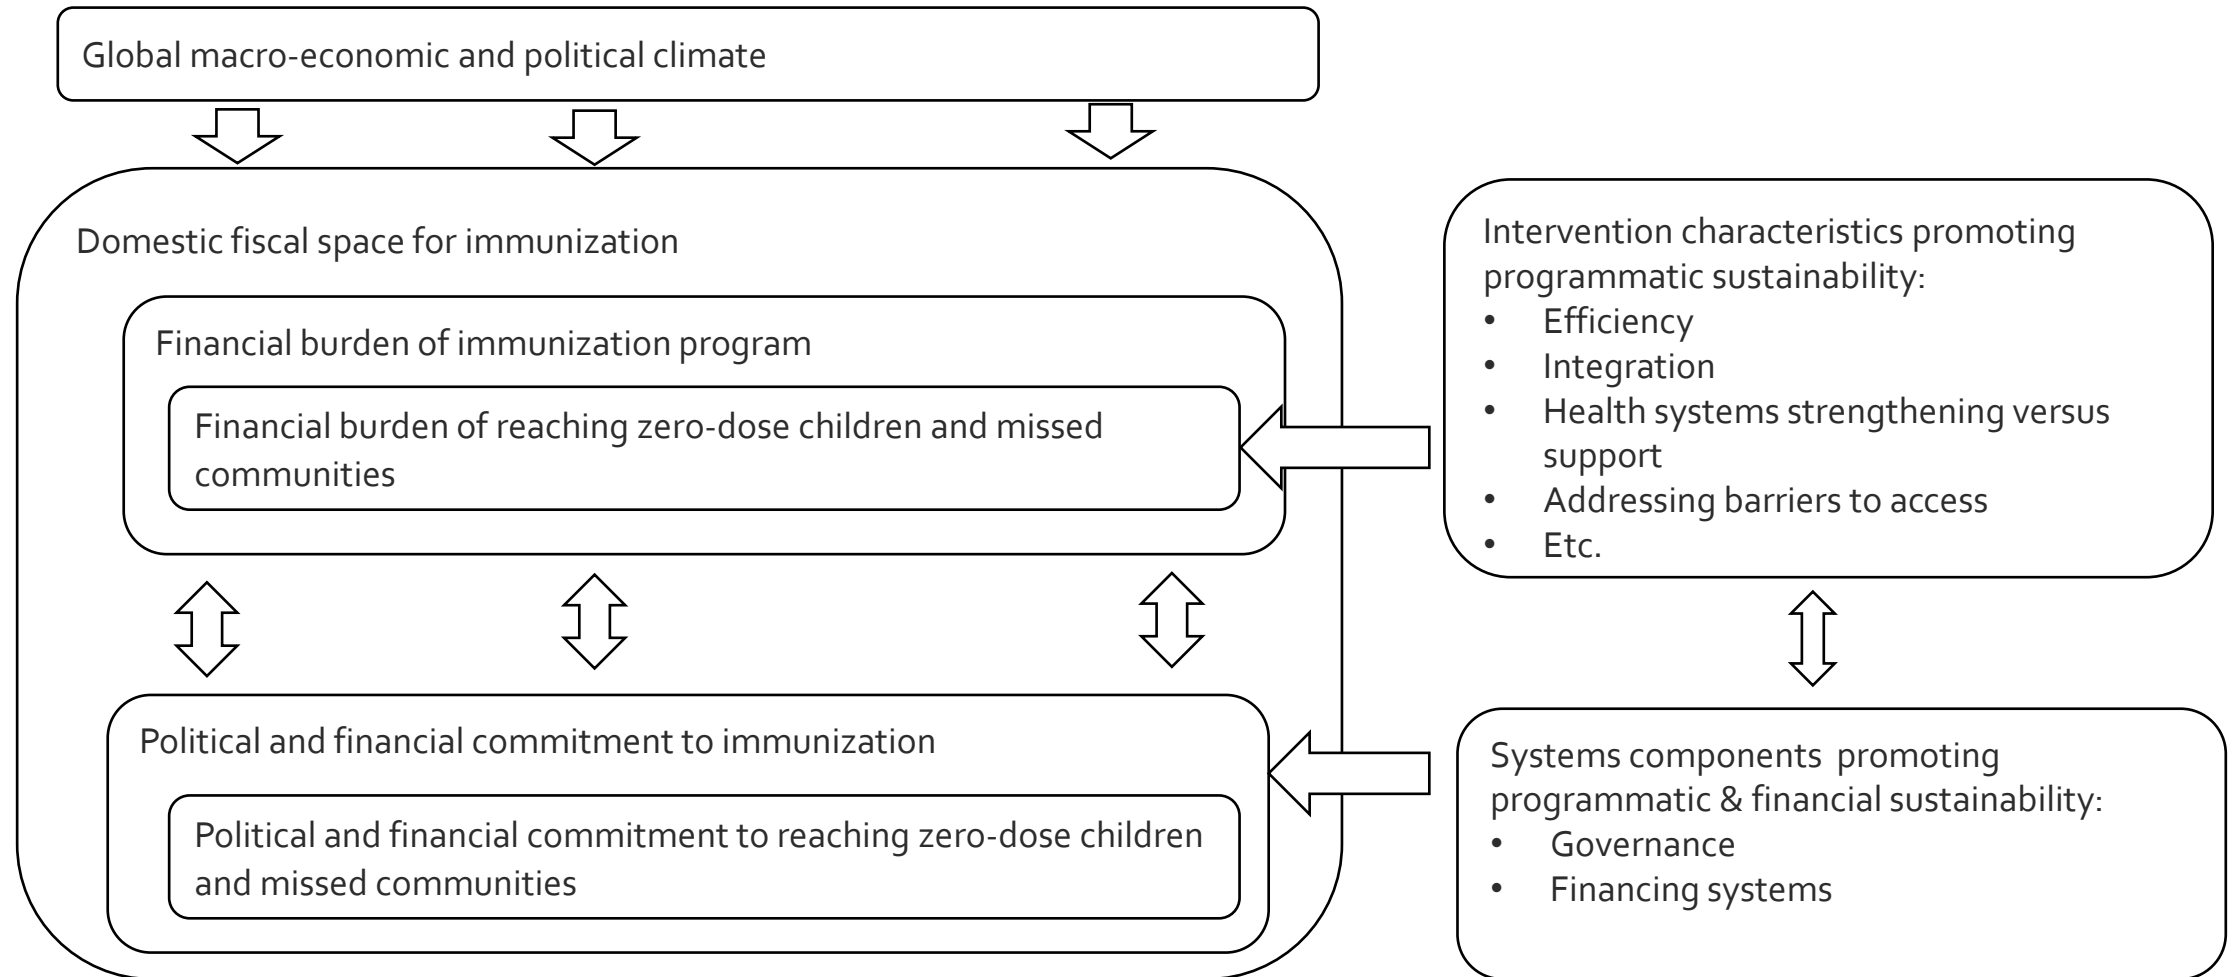 Global macro-economic and political climate
Domestic fiscal space for immunization
Financial burden of immunization program
Financial burden of reaching zero-dose children and missed
communities
Political and financial commitment to immunization
Political and financial commitment to reaching zero-dose children
and missed communities
Intervention characteristics promoting
programmatic sustainability:
• Efficiency
• Integration
• Health systems strengthening versus
support
• Addressing barriers to access
• Etc.
Systems components promoting
programmatic & financial sustainability:
• Governance
• Financing systems